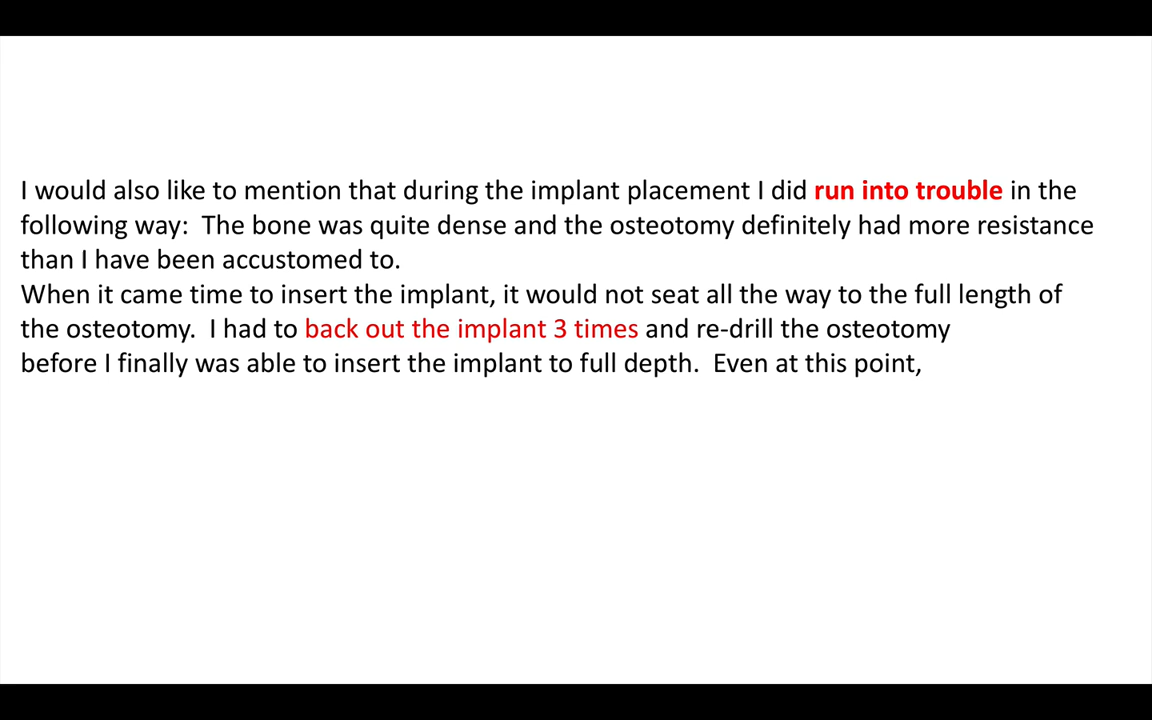 I would also like to mention that during the implant placement I did run into trouble in the
following way:  The bone was quite dense and the osteotomy definitely had more resistance
than I have been accustomed to.
When it came time to insert the implant, it would not seat all the way to the full length of
the osteotomy.  I had to back out the implant 3 times and re-drill the osteotomy
before I finally was able to insert the implant to full depth.  Even at this point,